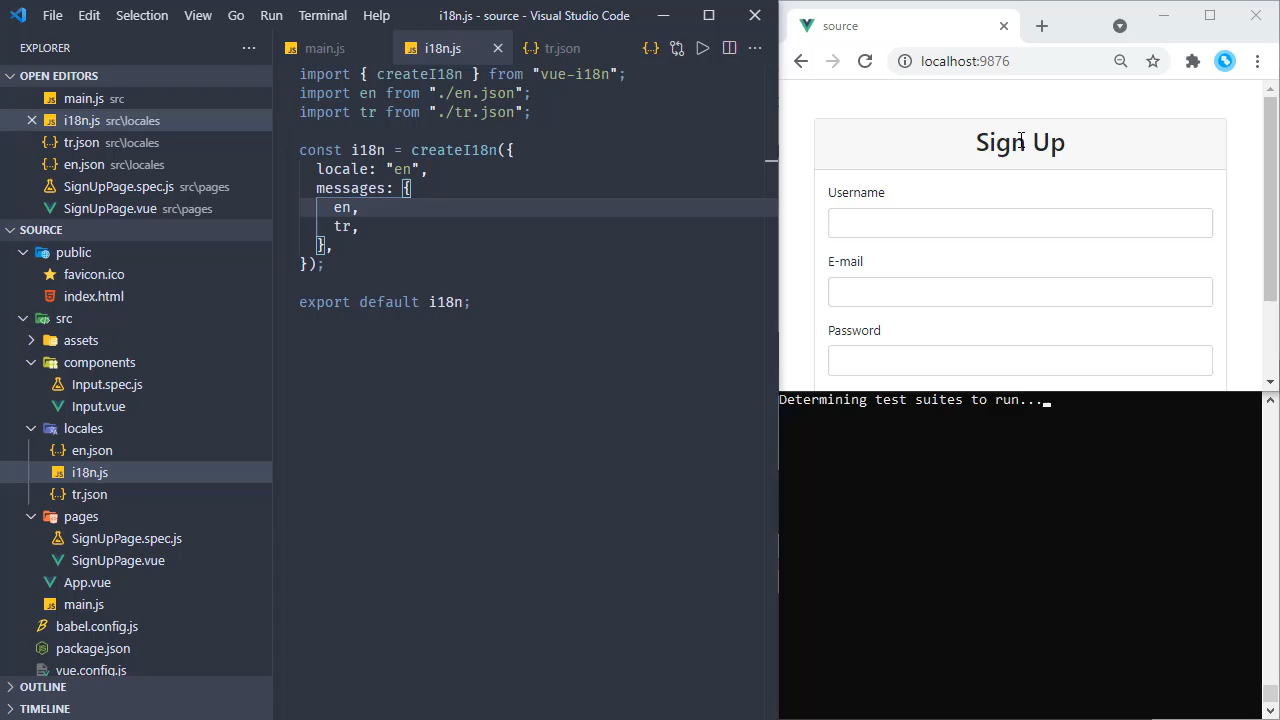 File Edit Selection View Go Run Terminal Help
i18n.js - source - Visual Studio Code
EXPLORER
OPEN EDITORS
main.js src
i18n.js src\locales
tr.json src\locales
en.json src\locales
SignUpPage.spec.js src\pages
SignUpPage.vue src\pages
SOURCE
public
favicon.ico
index.html
src
assets
components
Input.spec.js
Input.vue
locales
en.json
i18n.js
tr.json
pages
SignUpPage.spec.js
SignUpPage.vue
App.vue
main.js
babel.config.js
package.json
vue.config.js
OUTLINE
TIMELINE
main.js i18n.js tr.json
import { createI18n } from "vue-i18n";
import en from "./en.json";
import tr from "./tr.json";
const i18n = createI18n({
locale: "en",
messages: {
en,
tr,
},
});
export default i18n;
source
localhost:9876
Sign Up
Username
E-mail
Password
Determining test suites to run...